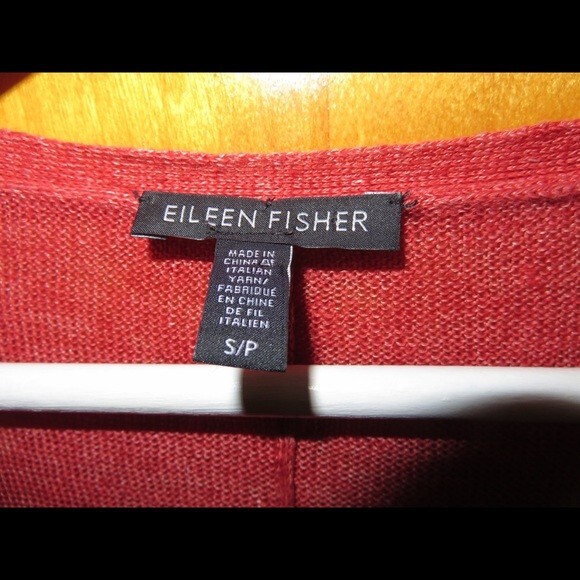 EILEEN FISHER
MADE IN
CHINA OF
ITALIAN
YARN/
FABRIQUÉ
EN CHINE
DE FIL
ITALIEN
S/P